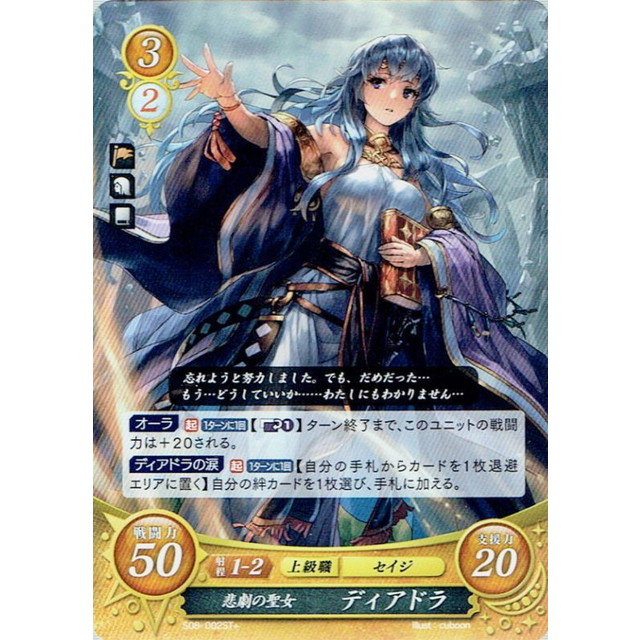 3
2
忘れようと努力しました。でも、だめだった…
もう…どうしていいか……わたしにもわかりません…
オーラ 起 1ターンに1回【 1】ターン終了まで、このユニットの戦闘
力は+20される。
ディアドラの涙 起 1ターンに1回【自分の手札からカードを1枚退避
エリアに置く】自分の絆カードを1枚選び、手札に加える。
戦闘力
50
射程 1-2
上級職
セイジ
支援力
20
悲劇の聖女 ディアドラ
S08-002ST+
Illust : cuboon